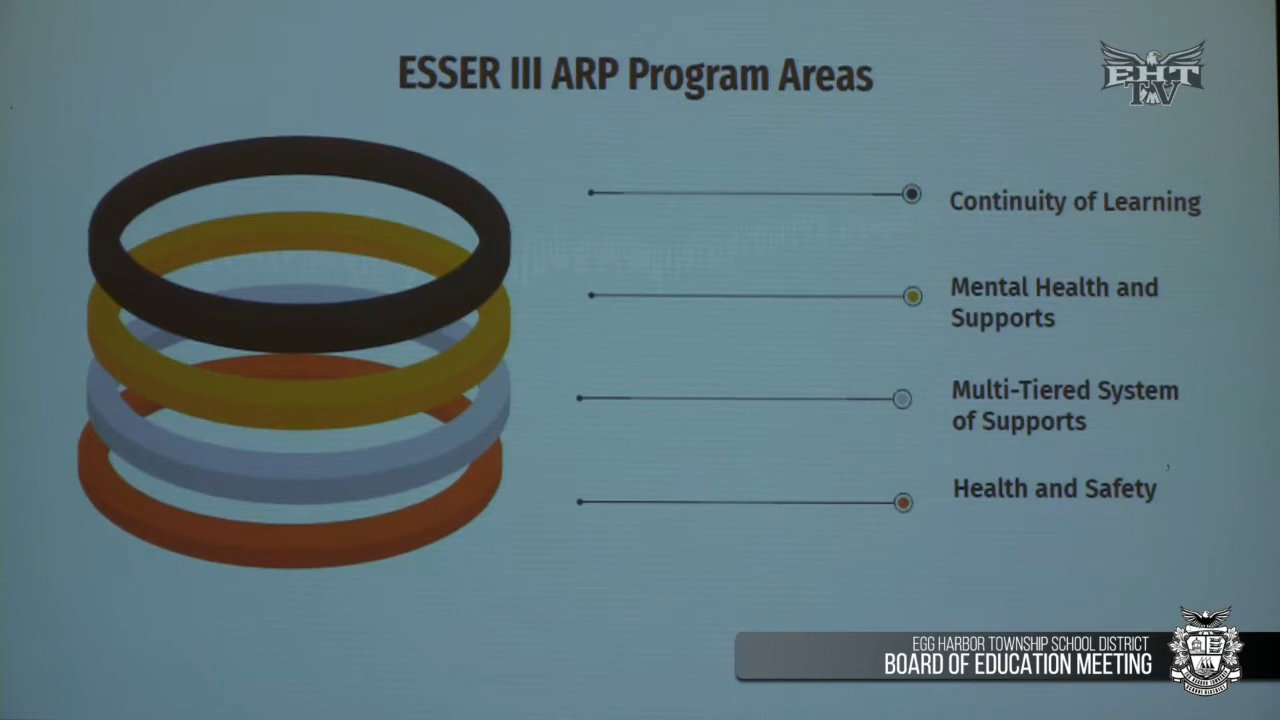 ESSER III ARP Program Areas
EHT
TV
Continuity of Learning
Mental Health and
Supports
Multi-Tiered System
of Supports
Health and Safety
EGG HARBOR TOWNSHIP SCHOOL DISTRICT
BOARD OF EDUCATION MEETING